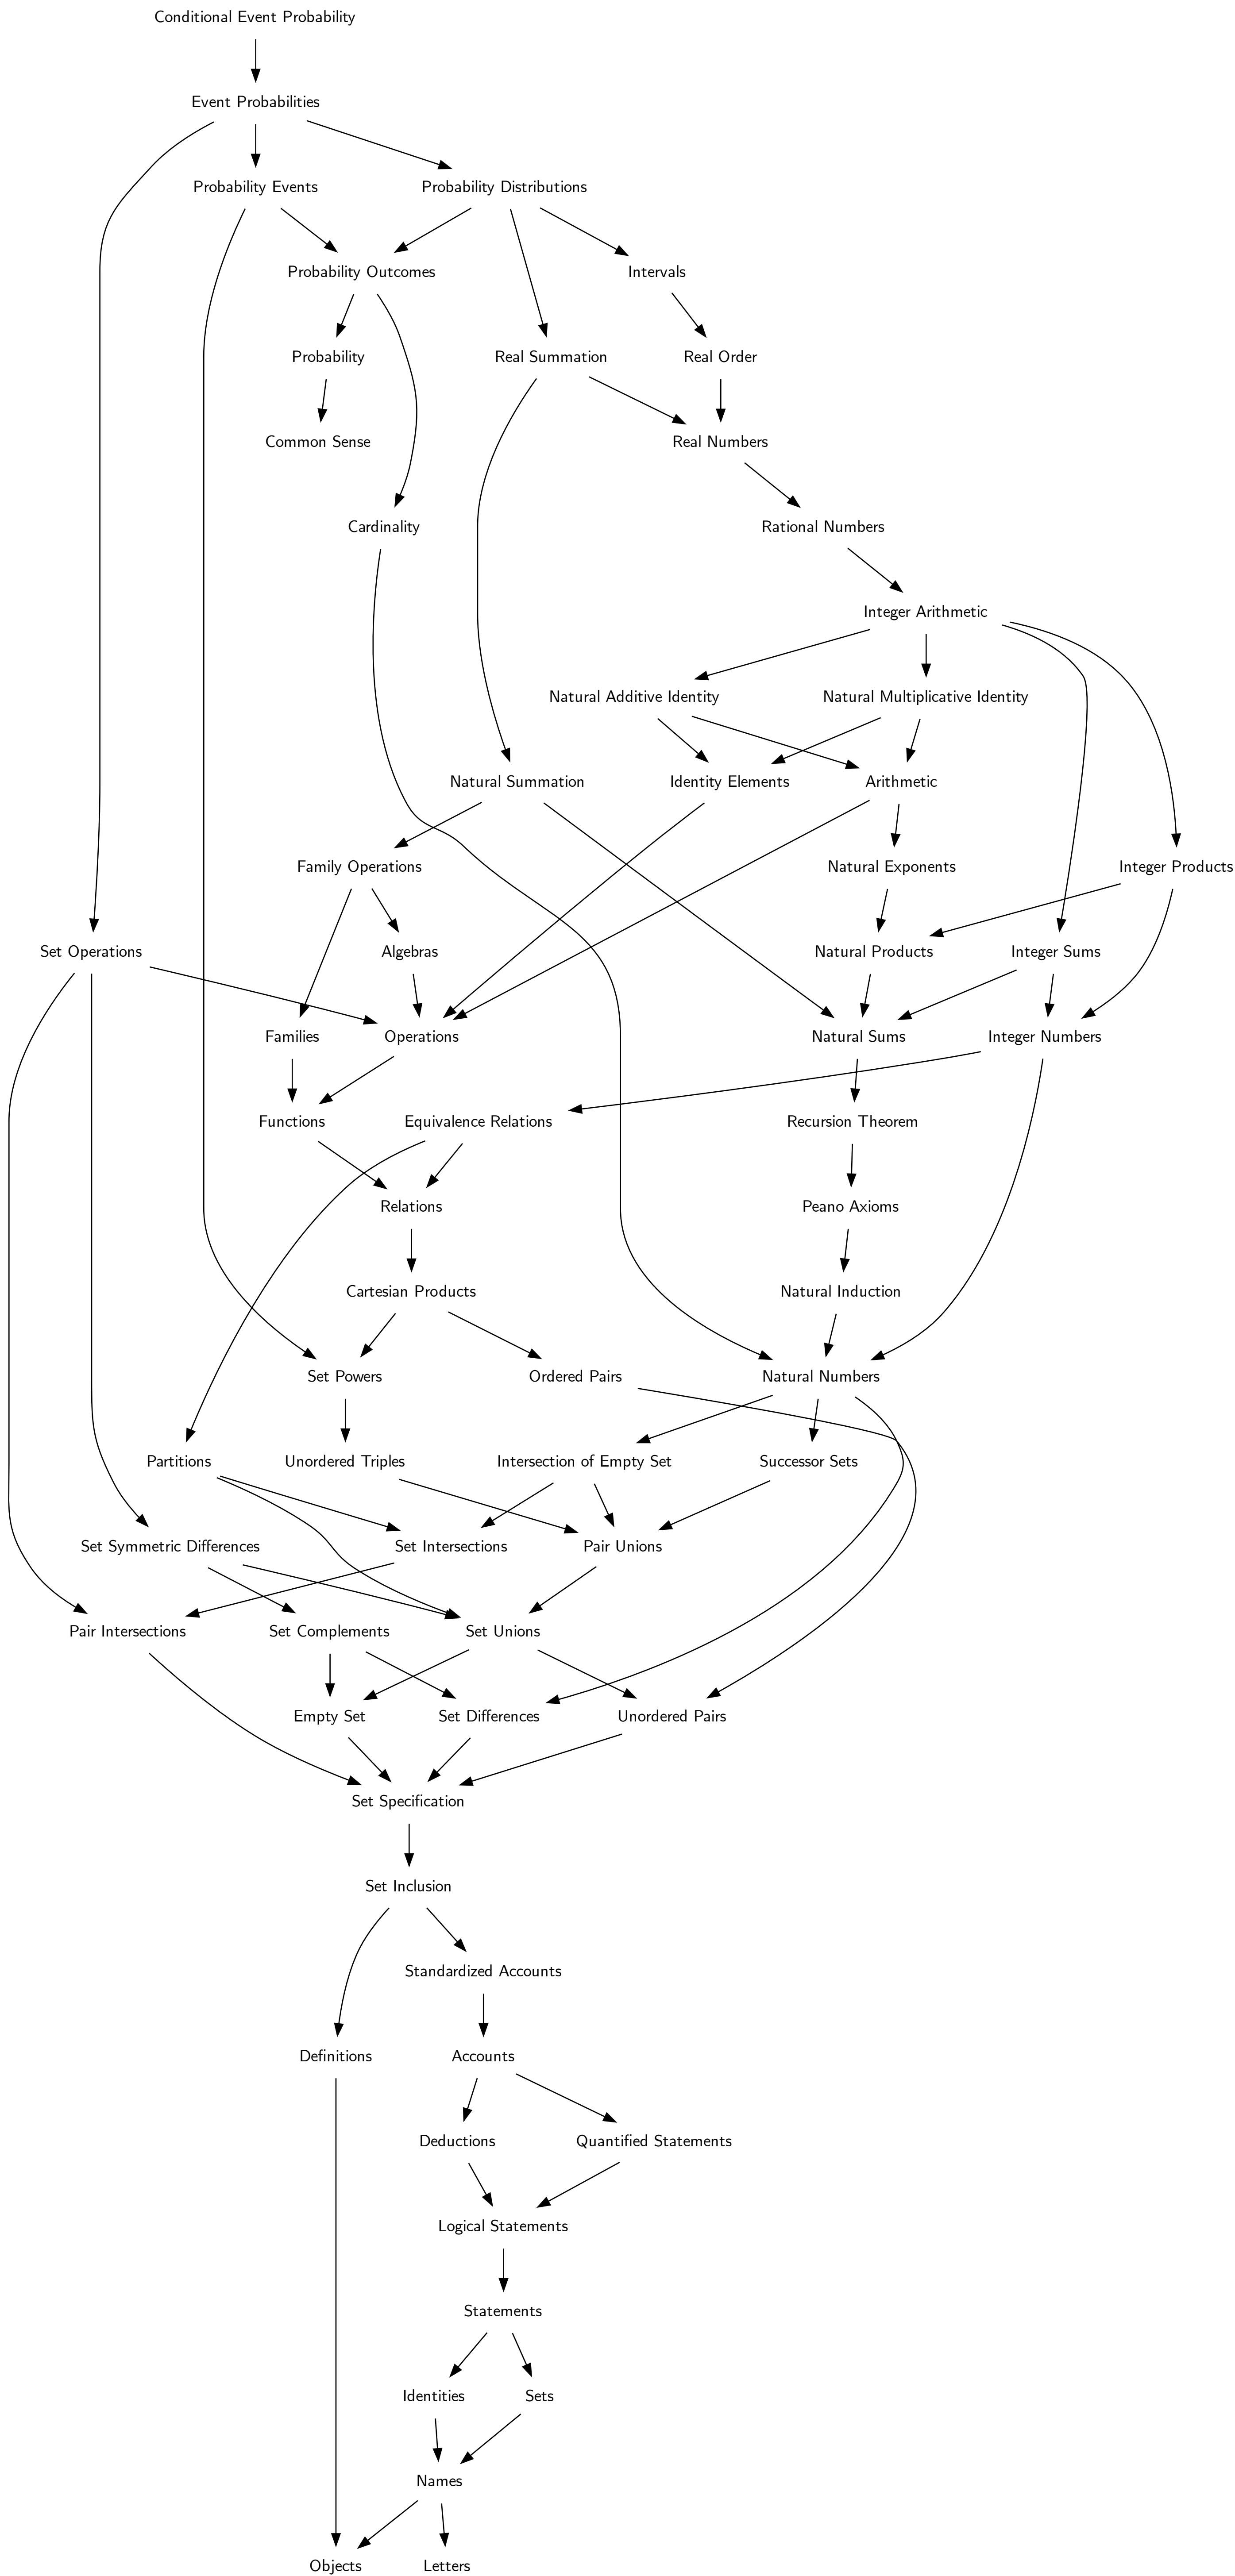 Conditional Event Probability
Event Probabilities
Probability Events
Probability Distributions
Probability Outcomes
Intervals
Probability
Real Summation
Real Order
Common Sense
Real Numbers
Cardinality
Rational Numbers
Integer Arithmetic
Natural Additive Identity
Natural Multiplicative Identity
Natural Summation
Identity Elements
Arithmetic
Family Operations
Natural Exponents
Integer Products
Set Operations
Algebras
Natural Products
Integer Sums
Families
Operations
Natural Sums
Integer Numbers
Functions
Equivalence Relations
Recursion Theorem
Relations
Peano Axioms
Cartesian Products
Natural Induction
Set Powers
Ordered Pairs
Natural Numbers
Partitions
Unordered Triples
Intersection of Empty Set
Successor Sets
Set Symmetric Differences
Set Intersections
Pair Unions
Pair Intersections
Set Complements
Set Unions
Empty Set
Set Differences
Unordered Pairs
Set Specification
Set Inclusion
Standardized Accounts
Definitions
Accounts
Deductions
Quantified Statements
Logical Statements
Statements
Identities
Sets
Names
Objects
Letters